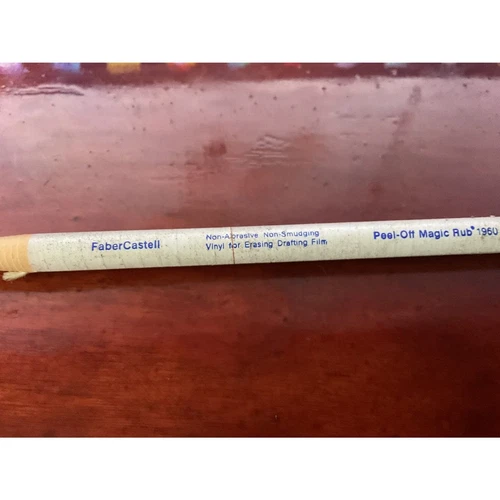 FaberCastell
Non-Abrasive Non-Smudging
Vinyl for Erasing Drafting Film
Peel-Off Magic Rub® 1960